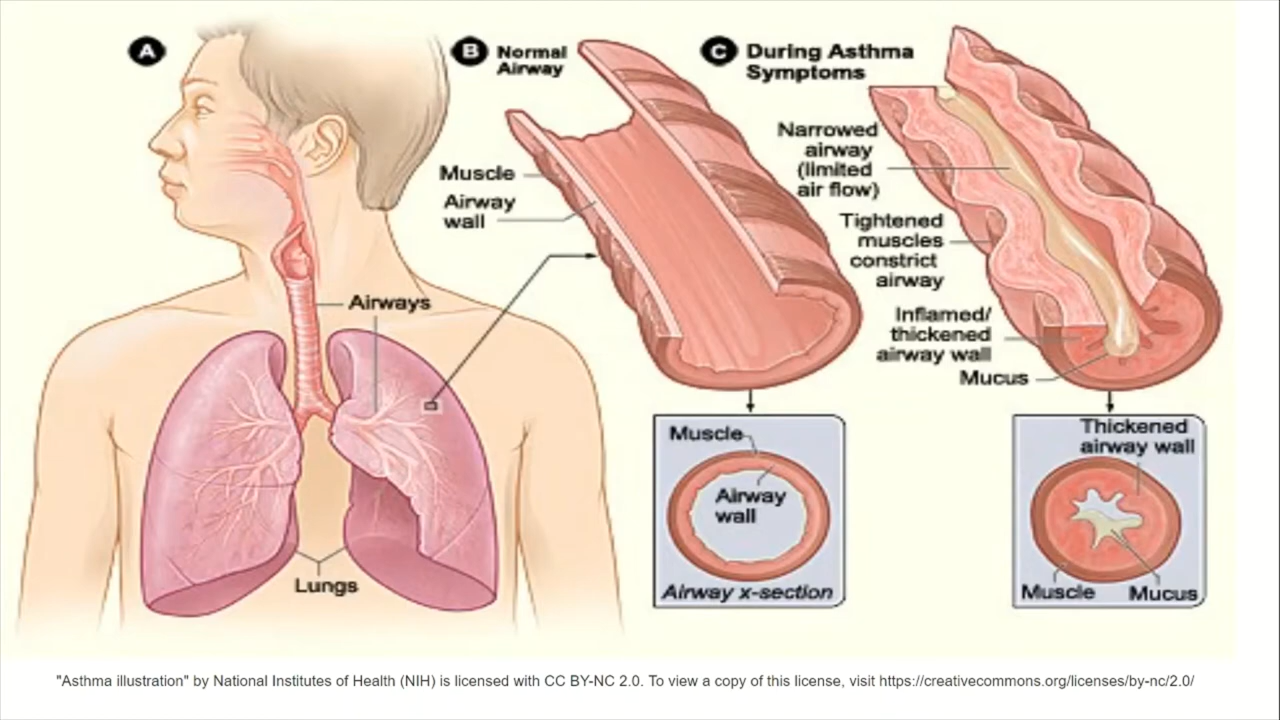 A
B
Normal
Airway
C
During Asthma
Symptoms
Muscle
Airway
wall
Airways
Lungs
Narrowed
airway
(limited
air flow)
Tightened
muscles
constrict
airway
Inflamed/
thickened
airway wall
Mucus
Muscle
Airway
wall
Airway x-section
Thickened
airway wall
Muscle
Mucus
"Asthma illustration" by National Institutes of Health (NIH) is licensed with CC BY-NC 2.0. To view a copy of this license, visit https://creativecommons.org/licenses/by-nc/2.0/